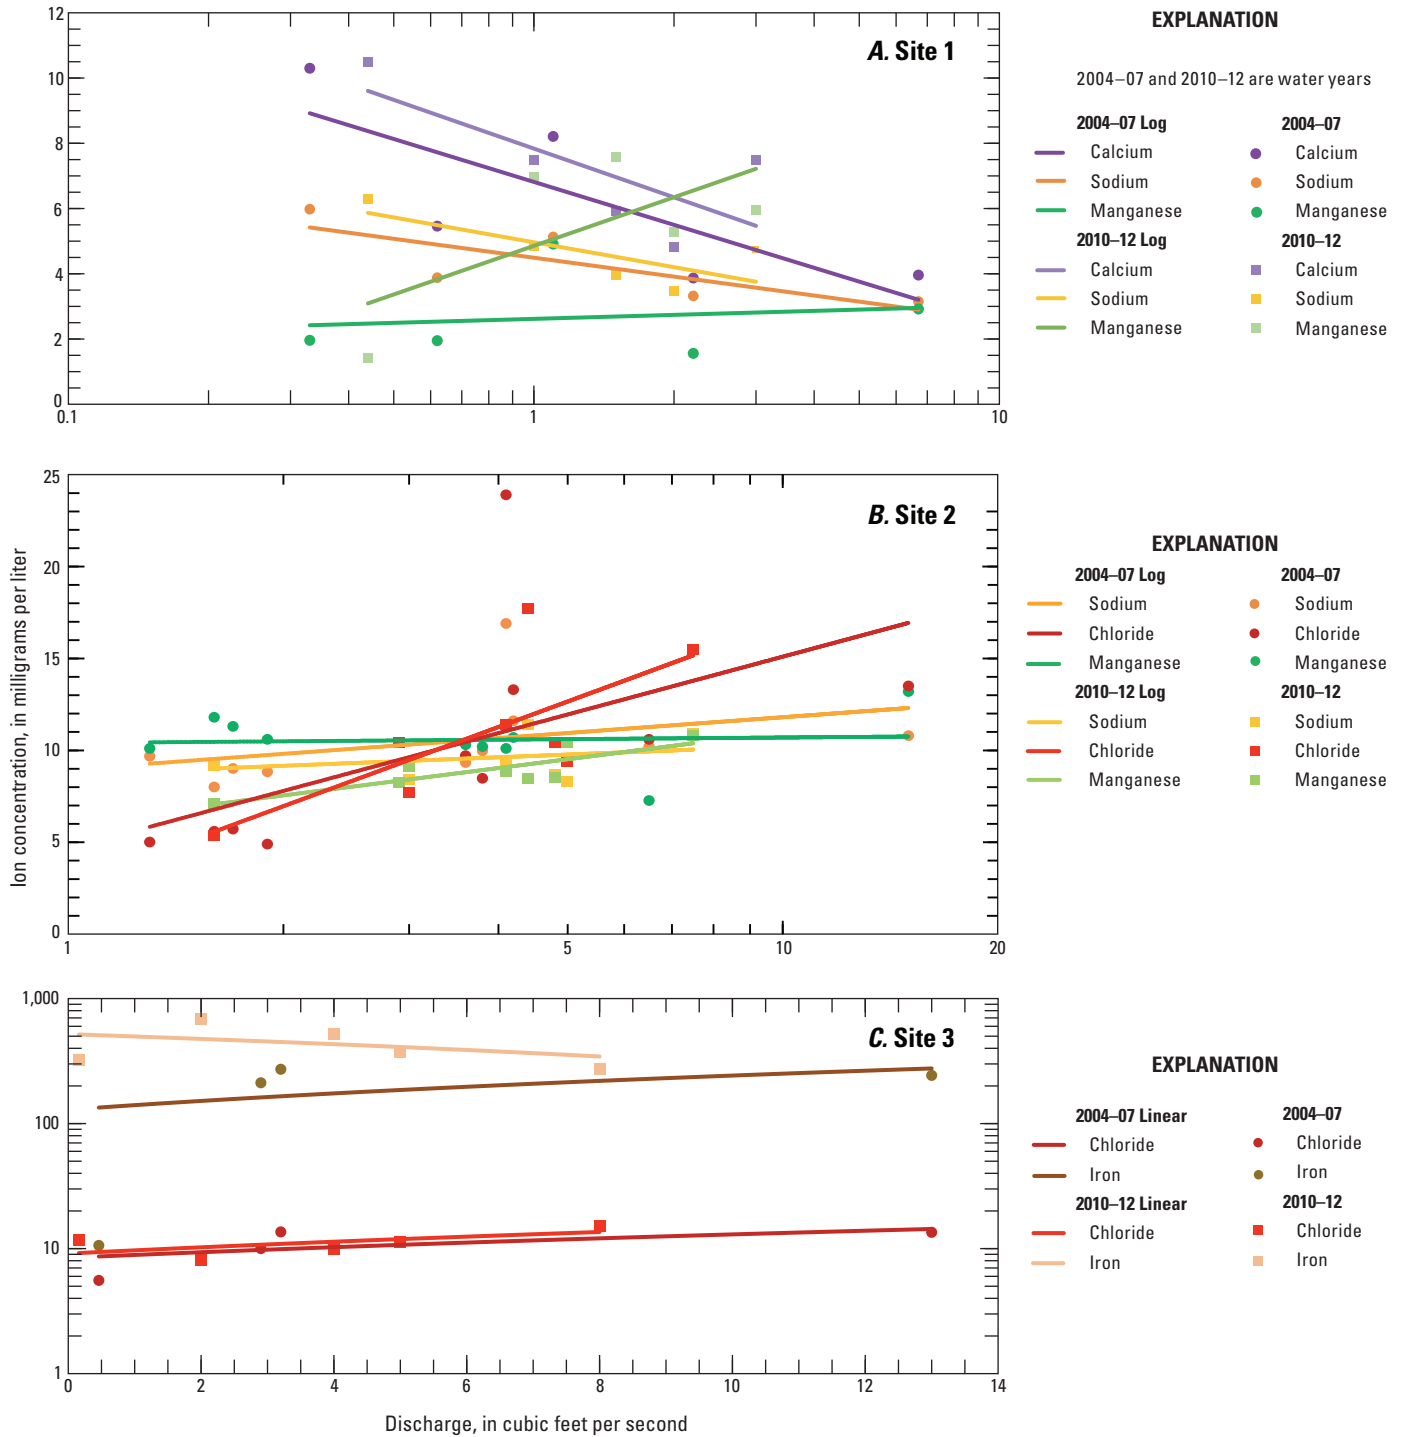 A. Site 1
12
10
8
6
4
2
0
0.1 1 10
EXPLANATION
2004–07 and 2010–12 are water years
2004–07 Log 2004–07
Calcium Calcium
Sodium Sodium
Manganese Manganese
2010–12 Log 2010–12
Calcium Calcium
Sodium Sodium
Manganese Manganese
Ion concentration, in milligrams per liter
B. Site 2
25
20
15
10
5
0
1 5 10 20
EXPLANATION
2004–07 Log 2004–07
Sodium Sodium
Chloride Chloride
Manganese Manganese
2010–12 Log 2010–12
Sodium Sodium
Chloride Chloride
Manganese Manganese
C. Site 3
1,000
100
10
1
0 2 4 6 8 10 12 14
Discharge, in cubic feet per second
EXPLANATION
2004–07 Linear 2004–07
Chloride Chloride
Iron Iron
2010–12 Linear 2010–12
Chloride Chloride
Iron Iron